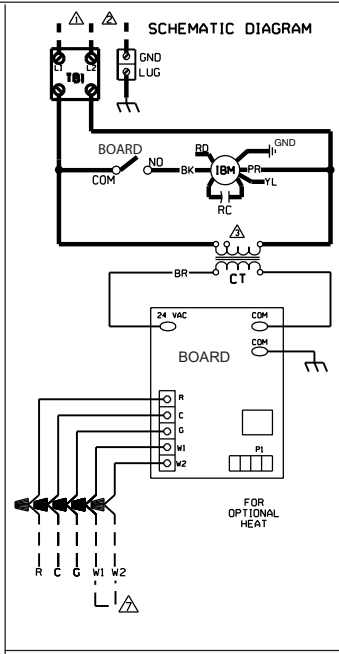 1 2 SCHEMATIC DIAGRAM
L1 L2 GND
TB1 LUG
BOARD RD GND
COM NO BK IBM PR
YL
RC
3
BR CT
24 VAC COM
COM
BOARD
R
C
G
W1
W2 P1
FOR
OPTIONAL
HEAT
R C G W1 W2
7